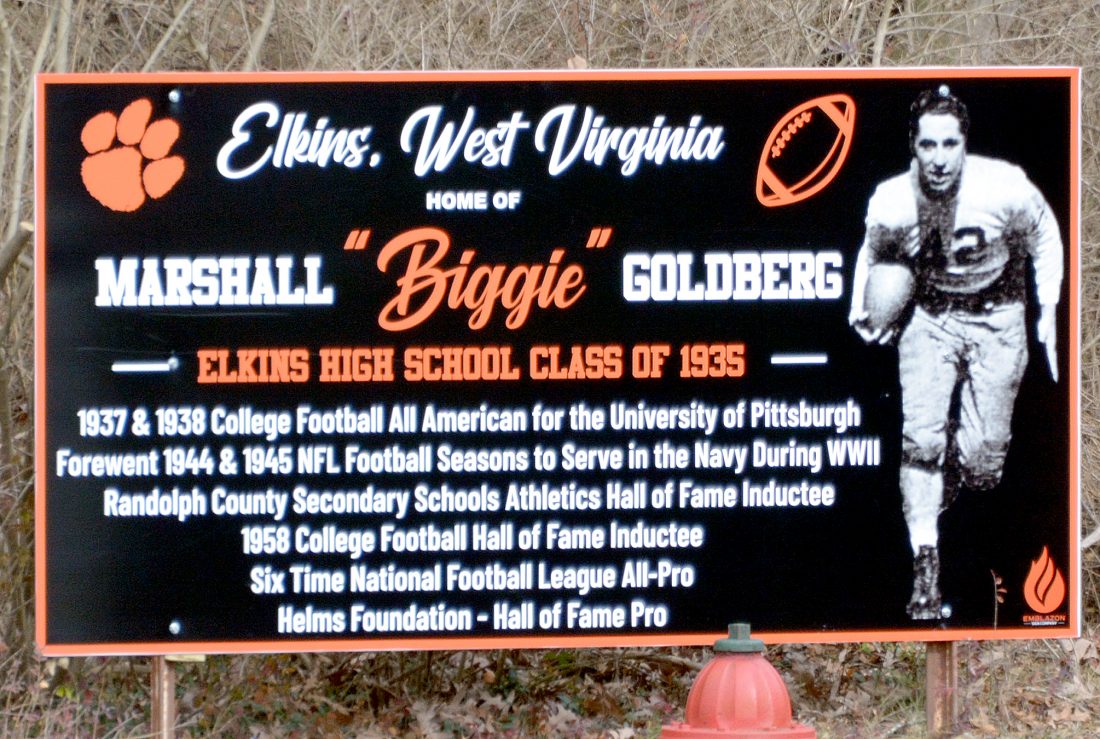 Elkins, West Virginia
HOME OF
MARSHALL "Biggie" GOLDBERG
ELKINS HIGH SCHOOL CLASS OF 1935
1937 & 1938 College Football All American for the University of Pittsburgh
Forewent 1944 & 1945 NFL Football Seasons to Serve in the Navy During WWII
Randolph County Secondary Schools Athletics Hall of Fame Inductee
1958 College Football Hall of Fame Inductee
Six Time National Football League All-Pro
Helms Foundation - Hall of Fame Pro
EMBLAZON